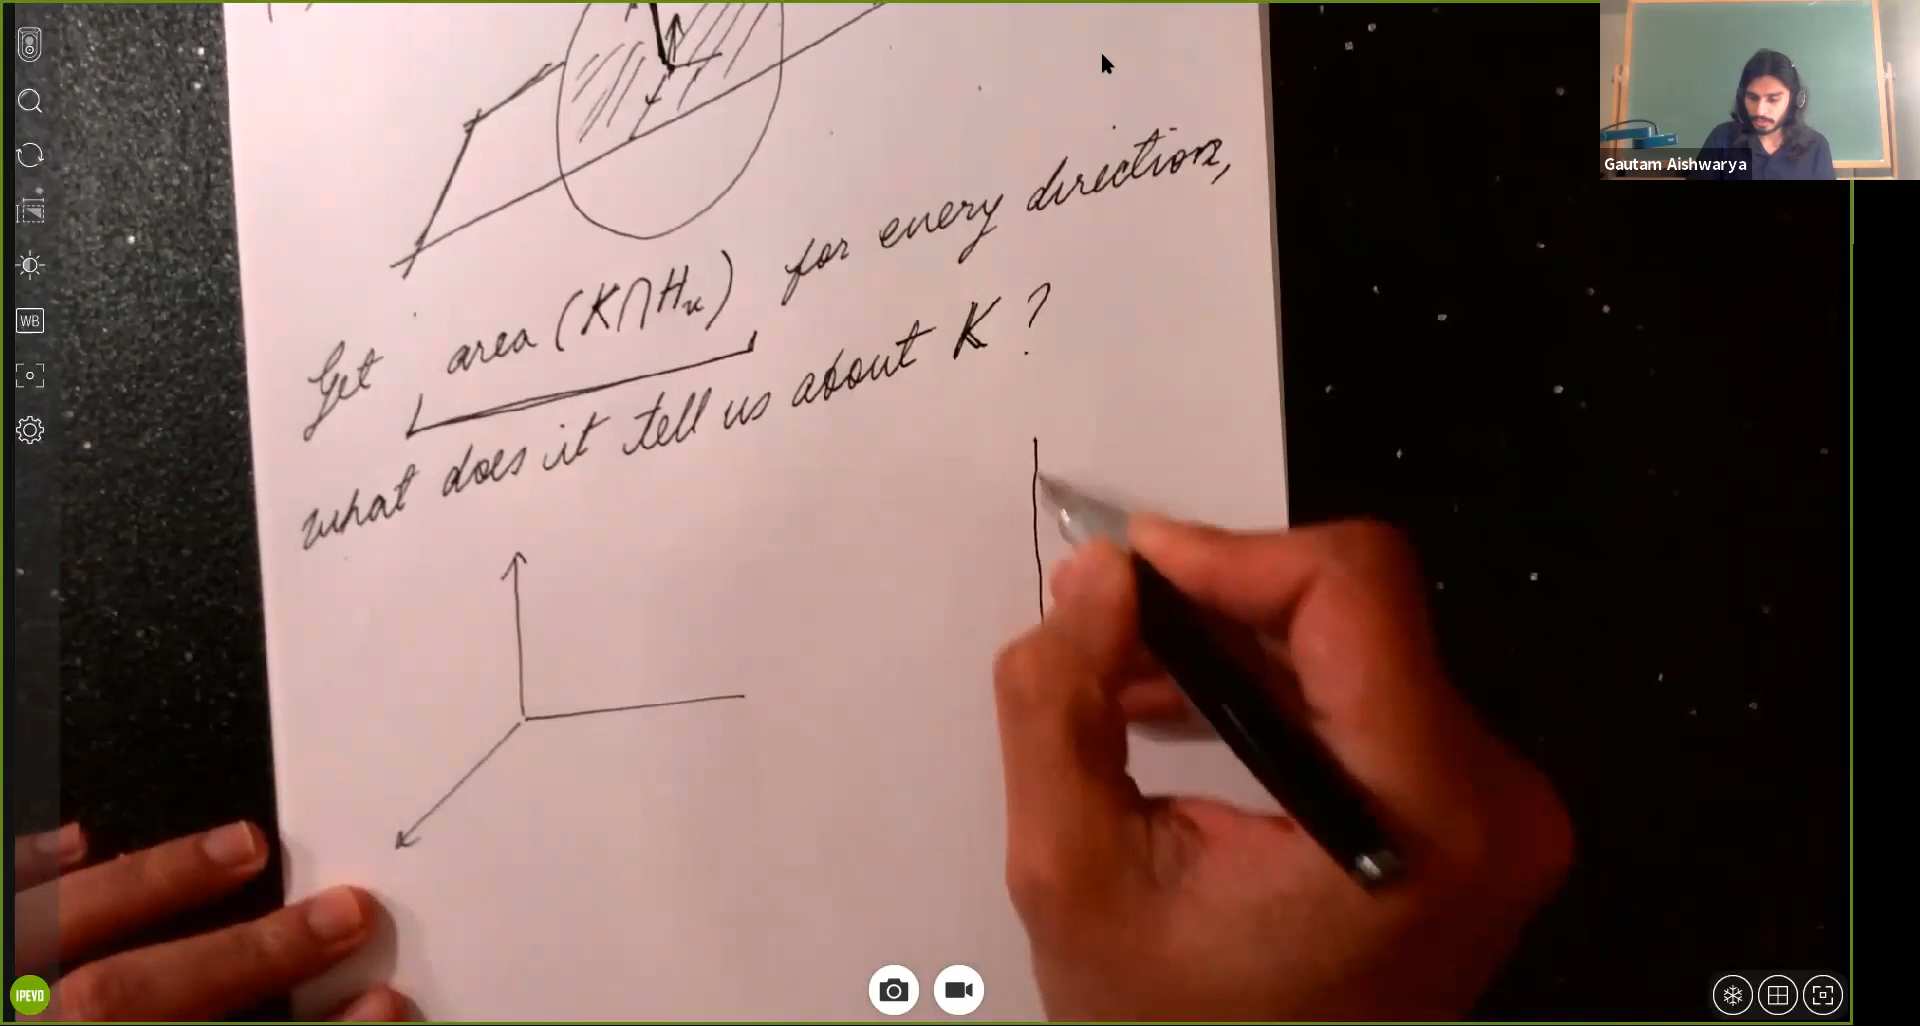 Gautam Aishwarya
Get area (K∩Hu) for every direction,
what does it tell us about K?
WB
IPEVO